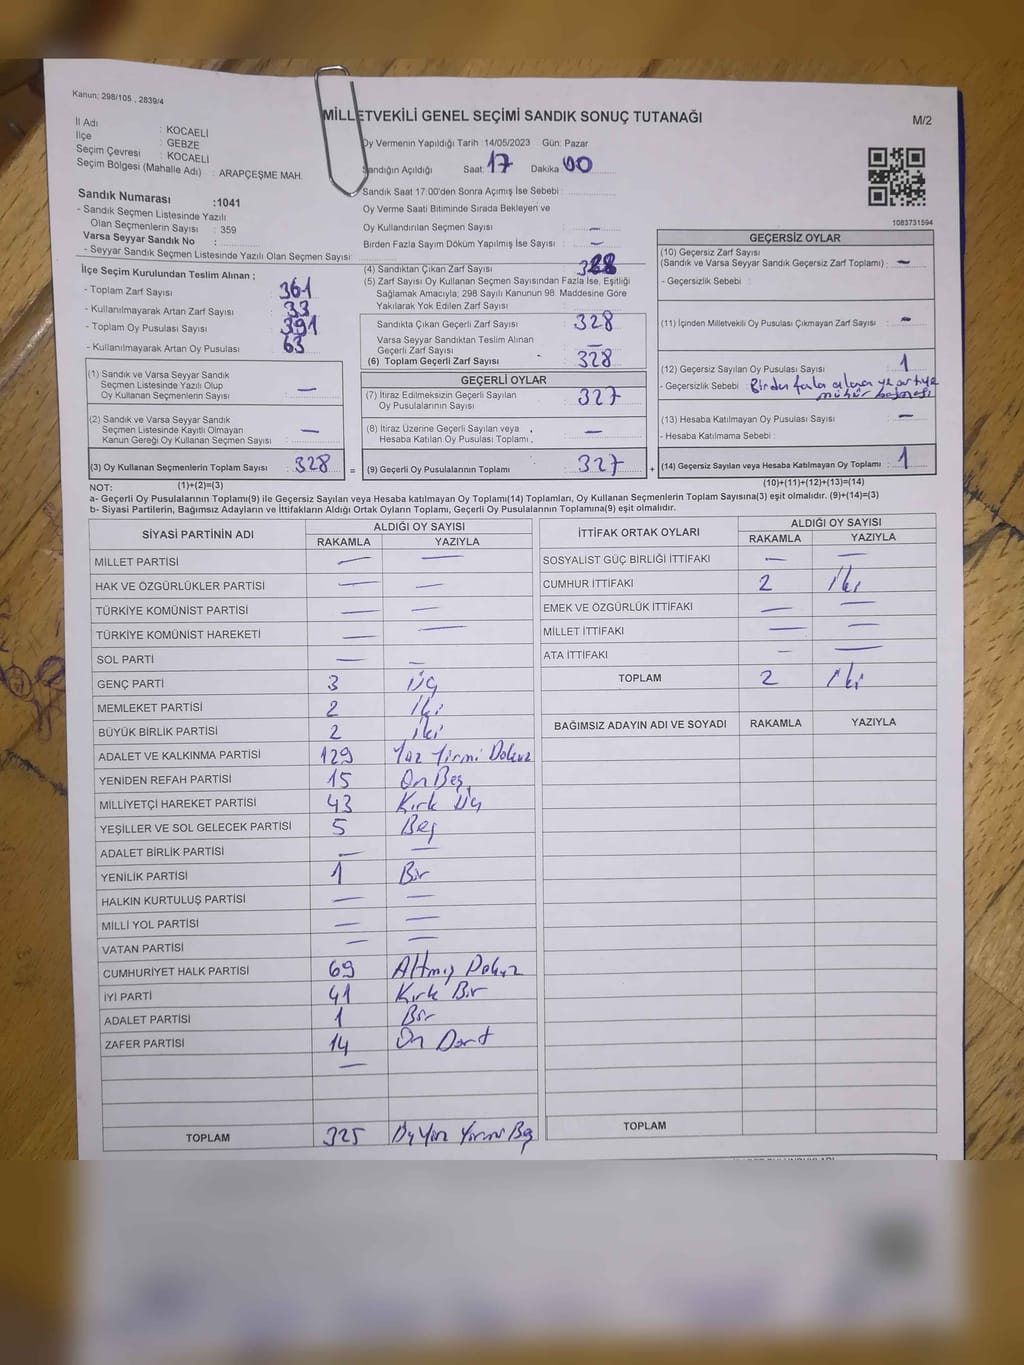 Kanun; 298/105 , 2839/4
MİLLETVEKİLİ GENEL SEÇİMİ SANDIK SONUÇ TUTANAĞI
M/2
İl Adı : KOCAELİ
İlçe : GEBZE
Seçim Çevresi : KOCAELİ
Seçim Bölgesi (Mahalle Adı) : ARAPÇEŞME MAH.
Sandık Numarası :1041
- Sandık Seçmen Listesinde Yazılı
Olan Seçmenlerin Sayısı : 359
Varsa Seyyar Sandık No :
- Seyyar Sandık Seçmen Listesinde Yazılı Olan Seçmen Sayısı:
Oy Vermenin Yapıldığı Tarih :14/05/2023 Gün: Pazar
Sandığın Açıldığı Saat: 17 Dakika 00
Sandık Saat 17:00'den Sonra Açımış İse Sebebi :
Oy Verme Saati Bitiminde Sırada Bekleyen ve
Oy Kullandırılan Seçmen Sayısı : —
Birden Fazla Sayım Döküm Yapılmış İse Sayısı : —
1083731594
İlçe Seçim Kurulundan Teslim Alınan ;
- Toplam Zarf Sayısı : 361
- Kullanılmayarak Artan Zarf Sayısı : 33
- Toplam Oy Pusulası Sayısı : 391
- Kullanılmayarak Artan Oy Pusulası : 63
(1) Sandık ve Varsa Seyyar Sandık
Seçmen Listesinde Yazılı Olup
Oy Kullanan Seçmenlerin Sayısı : —
(2) Sandık ve Varsa Seyyar Sandık
Seçmen Listesinde Kayıtlı Olmayan
Kanun Gereği Oy Kullanan Seçmen Sayısı : —
(3) Oy Kullanan Seçmenlerin Toplam Sayısı : 328
(1)+(2)=(3)
(4) Sandıktan Çıkan Zarf Sayısı : 328
(5) Zarf Sayısı Oy Kullanan Seçmen Sayısından Fazla İse, Eşitliği
Sağlamak Amacıyla; 298 Sayılı Kanunun 98. Maddesine Göre
Yakılarak Yok Edilen Zarf Sayısı :
Sandıkta Çıkan Geçerli Zarf Sayısı : 328
Varsa Seyyar Sandıktan Teslim Alınan
Geçerli Zarf Sayısı : —
(6) Toplam Geçerli Zarf Sayısı : 328
GEÇERLİ OYLAR
(7) İtiraz Edilmeksizin Geçerli Sayılan
Oy Pusulalarının Sayısı : 327
(8) İtiraz Üzerine Geçerli Sayılan veya
Hesaba Katılan Oy Pusulası Toplamı : —
= (9) Geçerli Oy Pusulalarının Toplamı : 327 +
GEÇERSİZ OYLAR
(10) Geçersiz Zarf Sayısı
(Sandık ve Varsa Seyyar Sandık Geçersiz Zarf Toplamı) : —
- Geçersizlik Sebebi :
(11) İçinden Milletvekili Oy Pusulası Çıkmayan Zarf Sayısı : —
(12) Geçersiz Sayılan Oy Pusulası Sayısı : 1
- Geçersizlik Sebebi : Birden fazla alana ve partiye
mühür basması
(13) Hesaba Katılmayan Oy Pusulası Sayısı : —
- Hesaba Katılmama Sebebi :
(14) Geçersiz Sayılan veya Hesaba Katılmayan Oy Toplamı : 1
(10)+(11)+(12)+(13)=(14)
NOT:
a- Geçerli Oy Pusulalarının Toplamı(9) ile Geçersiz Sayılan veya Hesaba katılmayan Oy Toplamı(14) Toplamları, Oy Kullanan Seçmenlerin Toplam Sayısına(3) eşit olmalıdır. (9)+(14)=(3)
b- Siyasi Partilerin, Bağımsız Adayların ve İttifakların Aldığı Ortak Oyların Toplamı, Geçerli Oy Pusulalarının Toplamına(9) eşit olmalıdır.
SİYASİ PARTİNİN ADI
ALDIĞI OY SAYISI
RAKAMLA YAZIYLA
MİLLET PARTİSİ — —
HAK VE ÖZGÜRLÜKLER PARTİSİ — —
TÜRKİYE KOMÜNİST PARTİSİ — —
TÜRKİYE KOMÜNİST HAREKETİ — —
SOL PARTİ — —
GENÇ PARTİ 3 Üç
MEMLEKET PARTİSİ 2 İki
BÜYÜK BİRLİK PARTİSİ 2 iki
ADALET VE KALKINMA PARTİSİ 129 Yüz Yirmi Dokuz
YENİDEN REFAH PARTİSİ 15 On Beş
MİLLİYETÇİ HAREKET PARTİSİ 43 Kırk Üç
YEŞİLLER VE SOL GELECEK PARTİSİ 5 Beş
ADALET BİRLİK PARTİSİ — —
YENİLİK PARTİSİ 1 Bir
HALKIN KURTULUŞ PARTİSİ — —
MİLLİ YOL PARTİSİ — —
VATAN PARTİSİ — —
CUMHURİYET HALK PARTİSİ 69 Altmış Dokuz
İYİ PARTİ 41 Kırk Bir
ADALET PARTİSİ 1 Bir
ZAFER PARTİSİ 14 On Dört
—
TOPLAM 325 Üç Yüz Yirmi Beş
İTTİFAK ORTAK OYLARI
ALDIĞI OY SAYISI
RAKAMLA YAZIYLA
SOSYALİST GÜÇ BİRLİĞİ İTTİFAKI — —
CUMHUR İTTİFAKI 2 İki
EMEK VE ÖZGÜRLÜK İTTİFAKI — —
MİLLET İTTİFAKI — —
ATA İTTİFAKI — —
TOPLAM 2 İki
BAĞIMSIZ ADAYIN ADI VE SOYADI RAKAMLA YAZIYLA
TOPLAM